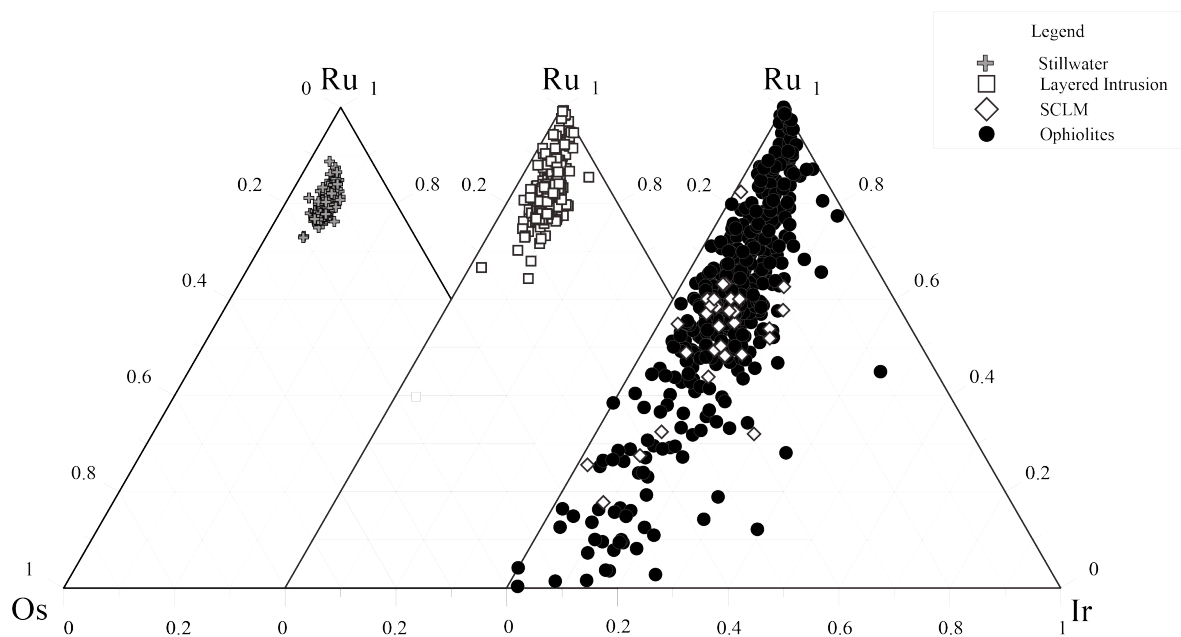 Legend
Stillwater
Layered Intrusion
SCLM
Ophiolites
0 Ru 1
Ru 1
Ru 1
0.2 0.8 0.2 0.8 0.2 0.8
0.4 0.6
0.6 0.4
0.8 0.2
1 0
Os Ir
0 0.2 0 0.2 0 0.2 0.4 0.6 0.8 1